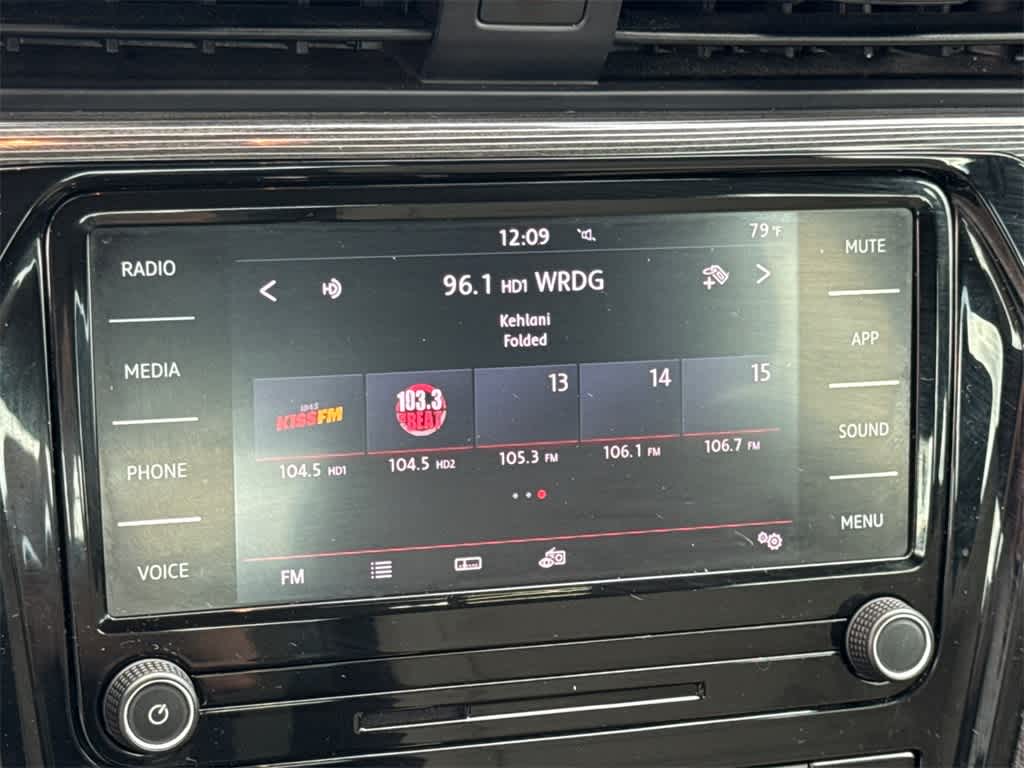 12:09
79 °F
RADIO
MUTE
96.1 HD1 WRDG
Kehlani
Folded
MEDIA
APP
13
14
15
KISSFM
103.3
BEAT
104.5 HD1
104.5 HD2
105.3 FM
106.1 FM
106.7 FM
PHONE
SOUND
VOICE
FM
MENU